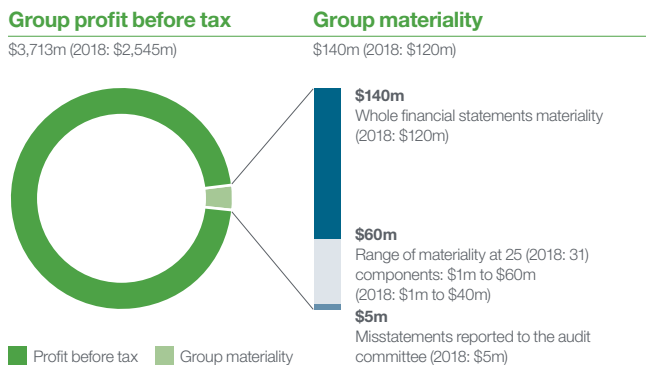 Group profit before tax
$3,713m (2018: $2,545m)
Group materiality
$140m (2018: $120m)
$140m
Whole financial statements materiality
(2018: $120m)
$60m
Range of materiality at 25 (2018: 31)
components: $1m to $60m
(2018: $1m to $40m)
$5m
Misstatements reported to the audit
committee (2018: $5m)
Profit before tax
Group materiality